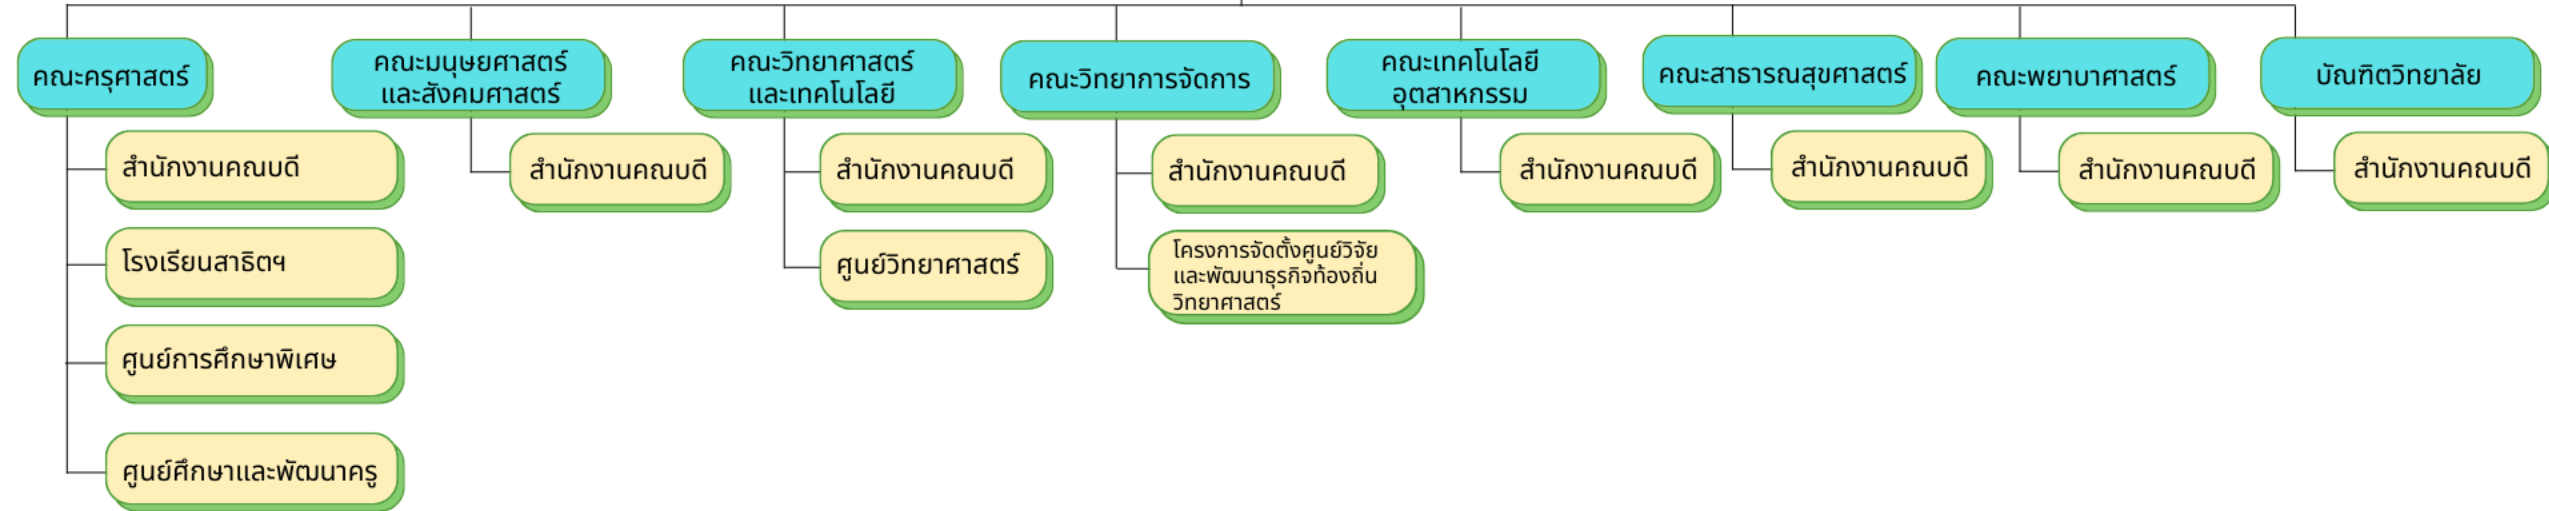 คณะครุศาสตร์
คณะมนุษยศาสตร์
และสังคมศาสตร์
คณะวิทยาศาสตร์
และเทคโนโลยี
คณะวิทยาการจัดการ
คณะเทคโนโลยี
อุตสาหกรรม
คณะสาธารณสุขศาสตร์
คณะพยาบาศาสตร์
บัณฑิตวิทยาลัย
สำนักงานคณบดี
โรงเรียนสาธิตฯ
ศูนย์การศึกษาพิเศษ
ศูนย์ศึกษาและพัฒนาครู
สำนักงานคณบดี
สำนักงานคณบดี
ศูนย์วิทยาศาสตร์
สำนักงานคณบดี
โครงการจัดตั้งศูนย์วิจัย
และพัฒนาธุรกิจท้องถิ่น
วิทยาศาสตร์
สำนักงานคณบดี
สำนักงานคณบดี
สำนักงานคณบดี
สำนักงานคณบดี